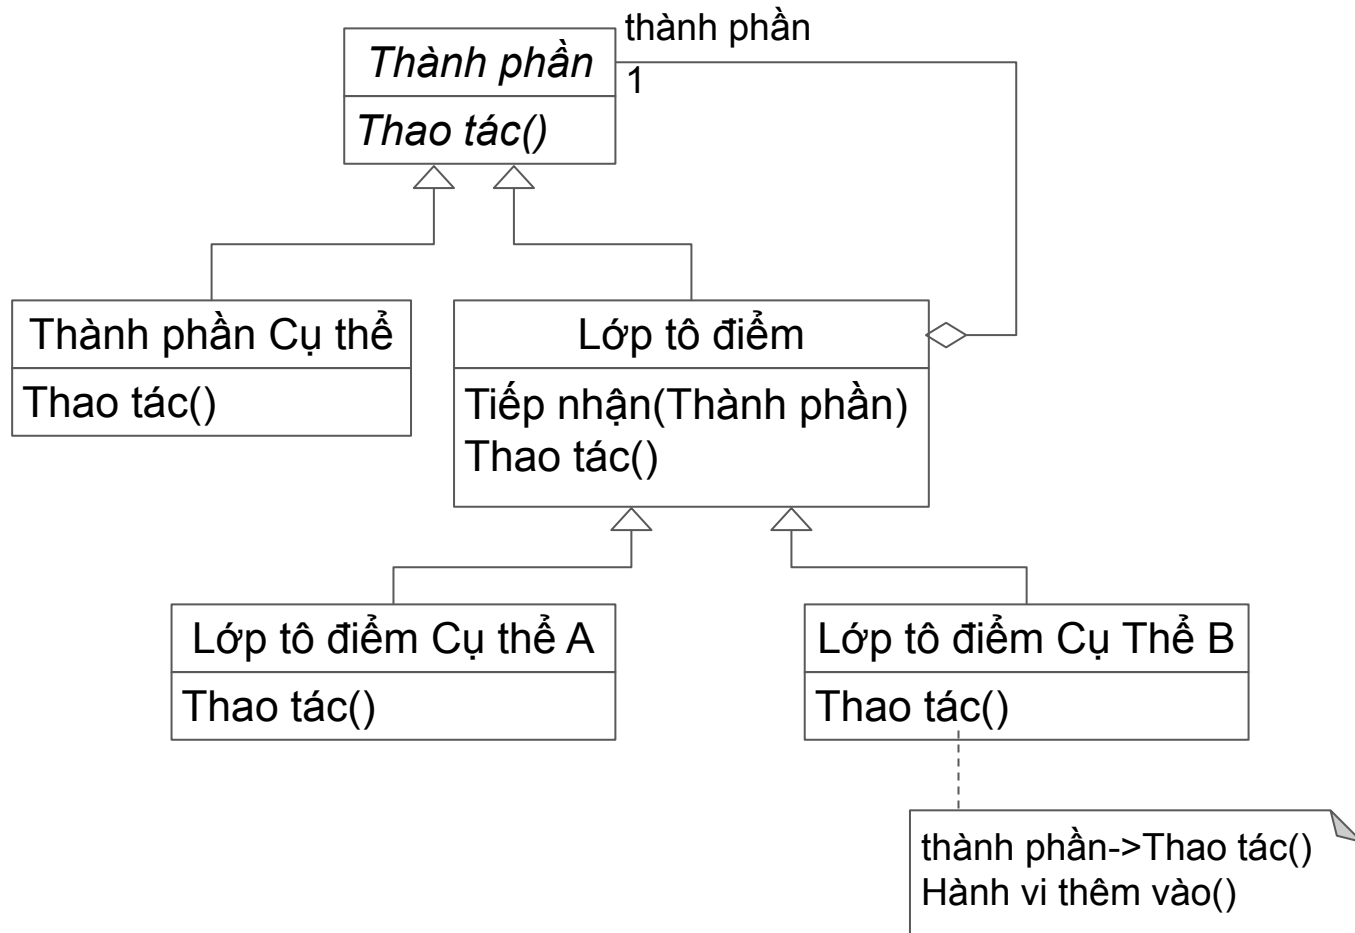 thành phần
1
Thành phần
Thao tác()
Thành phần Cụ thể
Thao tác()
Lớp tô điểm
Tiếp nhận(Thành phần)
Thao tác()
Lớp tô điểm Cụ thể A
Thao tác()
Lớp tô điểm Cụ Thể B
Thao tác()
thành phần->Thao tác()
Hành vi thêm vào()